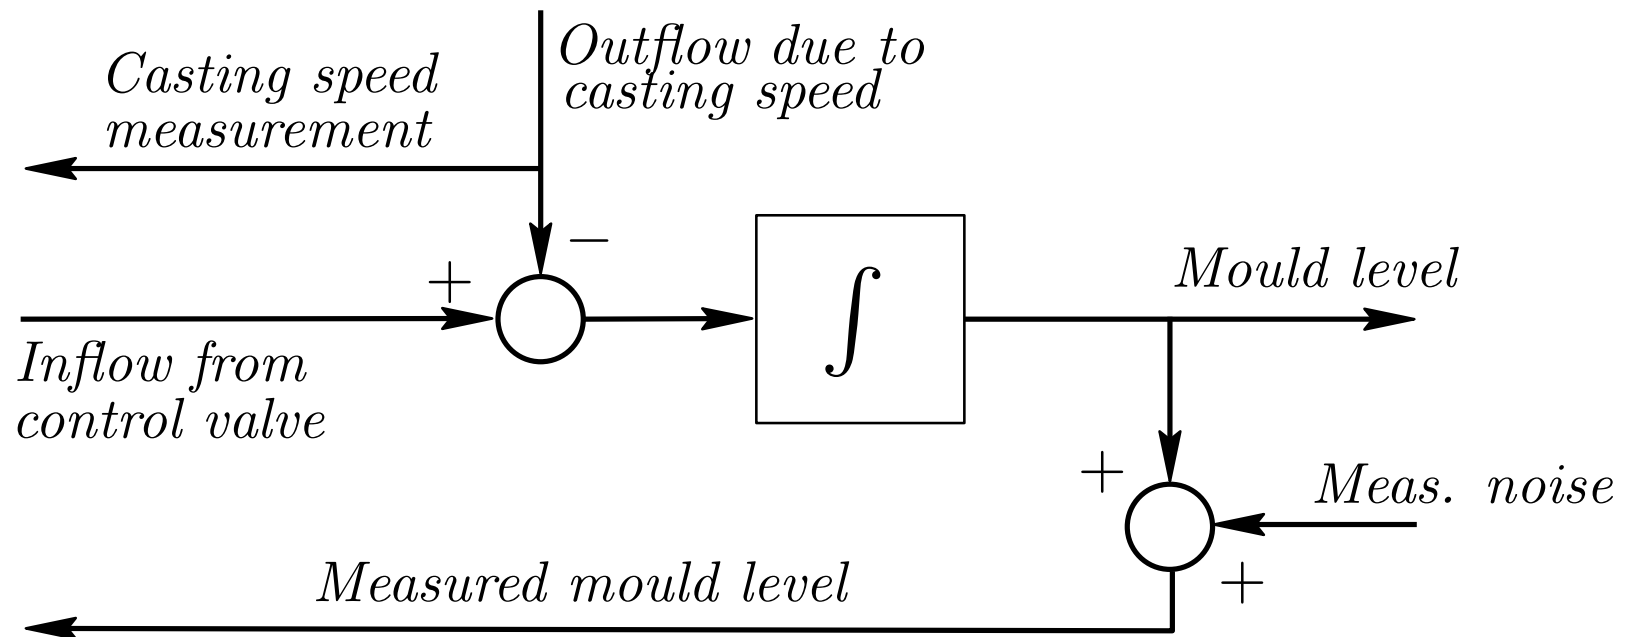 Outflow due to
casting speed
Casting speed
measurement
−
+
∫
Mould level
Inflow from
control valve
+
Meas. noise
+
Measured mould level